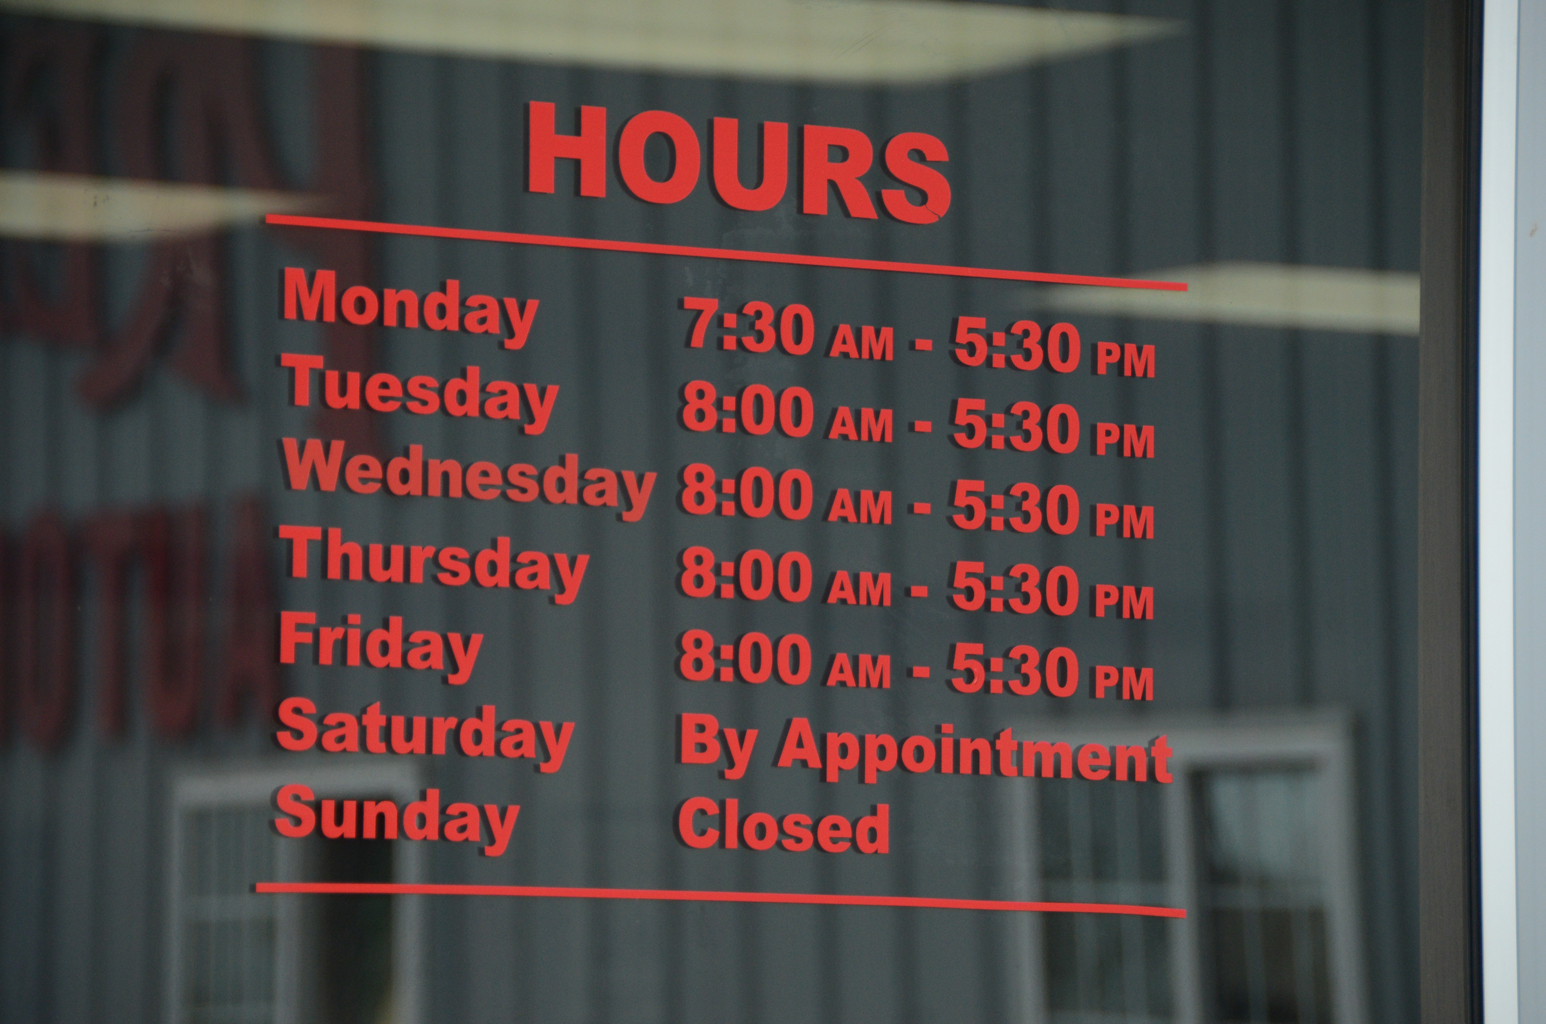 HOURS
Monday 7:30 AM - 5:30 PM
Tuesday 8:00 AM - 5:30 PM
Wednesday 8:00 AM - 5:30 PM
Thursday 8:00 AM - 5:30 PM
Friday 8:00 AM - 5:30 PM
Saturday By Appointment
Sunday Closed